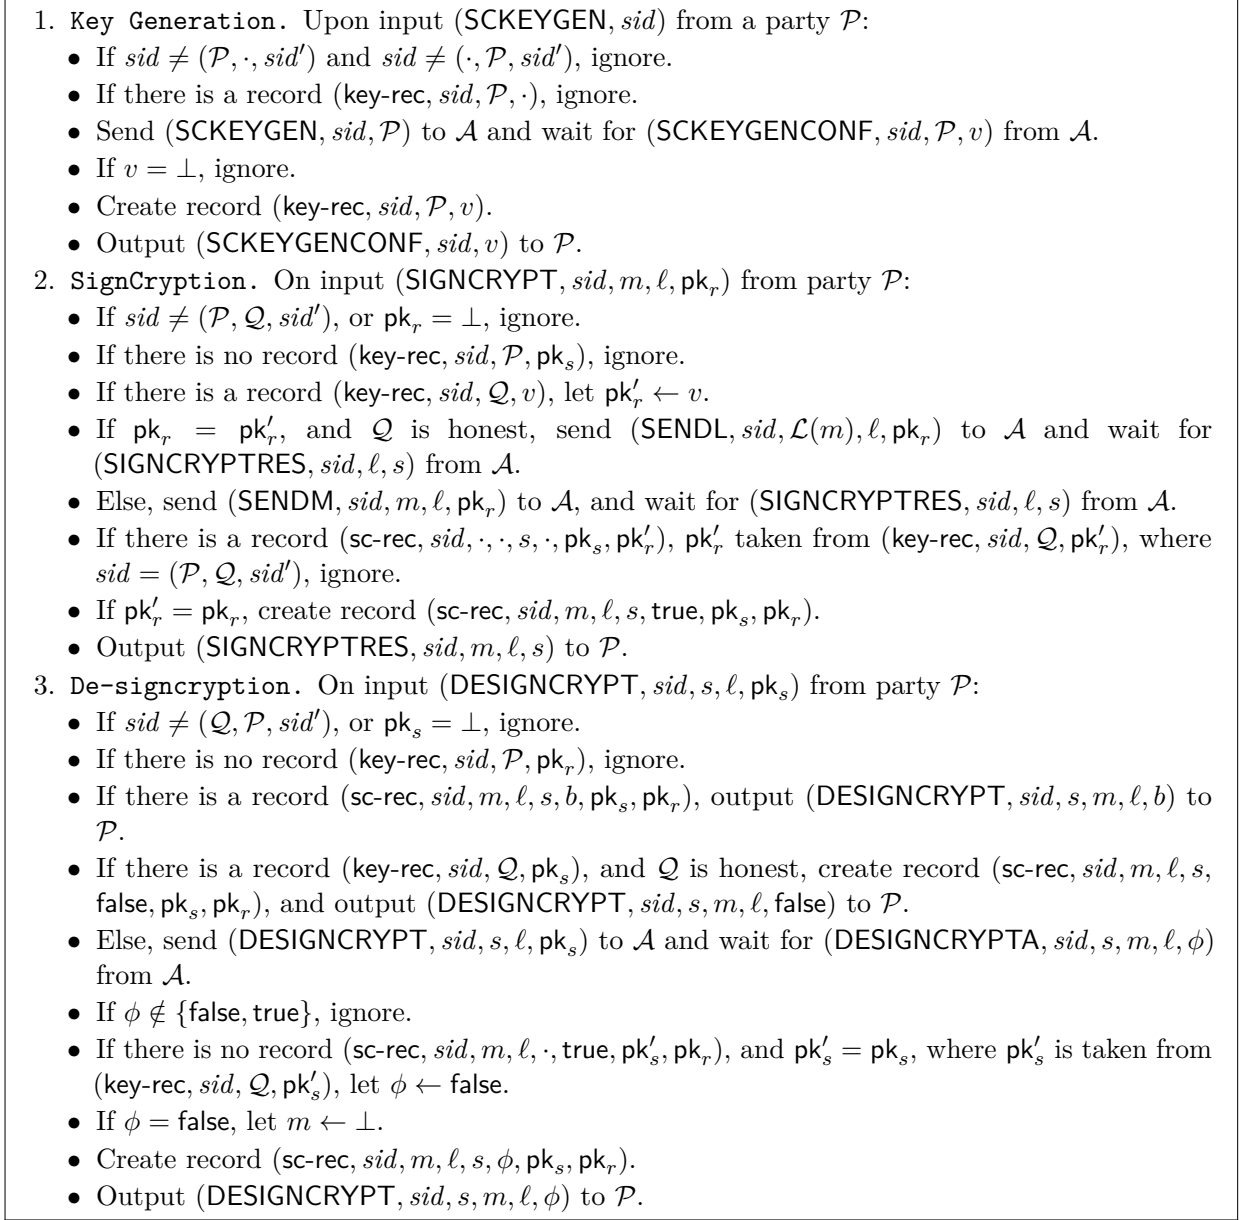 1. Key Generation. Upon input (SCKEYGEN, sid) from a party 𝒫:
• If sid ≠ (𝒫, ·, sid′) and sid ≠ (·, 𝒫, sid′), ignore.
• If there is a record (key-rec, sid, 𝒫, ·), ignore.
• Send (SCKEYGEN, sid, 𝒫) to 𝒜 and wait for (SCKEYGENCONF, sid, 𝒫, v) from 𝒜.
• If v = ⊥, ignore.
• Create record (key-rec, sid, 𝒫, v).
• Output (SCKEYGENCONF, sid, v) to 𝒫.
2. SignCryption. On input (SIGNCRYPT, sid, m, ℓ, pk_r) from party 𝒫:
• If sid ≠ (𝒫, 𝒬, sid′), or pk_r = ⊥, ignore.
• If there is no record (key-rec, sid, 𝒫, pk_s), ignore.
• If there is a record (key-rec, sid, 𝒬, v), let pk′_r ← v.
• If pk_r = pk′_r, and 𝒬 is honest, send (SENDL, sid, ℒ(m), ℓ, pk_r) to 𝒜 and wait for
(SIGNCRYPTRES, sid, ℓ, s) from 𝒜.
• Else, send (SENDM, sid, m, ℓ, pk_r) to 𝒜, and wait for (SIGNCRYPTRES, sid, ℓ, s) from 𝒜.
• If there is a record (sc-rec, sid, ·, ·, s, ·, pk_s, pk′_r), pk′_r taken from (key-rec, sid, 𝒬, pk′_r), where
sid = (𝒫, 𝒬, sid′), ignore.
• If pk′_r = pk_r, create record (sc-rec, sid, m, ℓ, s, true, pk_s, pk_r).
• Output (SIGNCRYPTRES, sid, m, ℓ, s) to 𝒫.
3. De-signcryption. On input (DESIGNCRYPT, sid, s, ℓ, pk_s) from party 𝒫:
• If sid ≠ (𝒬, 𝒫, sid′), or pk_s = ⊥, ignore.
• If there is no record (key-rec, sid, 𝒫, pk_r), ignore.
• If there is a record (sc-rec, sid, m, ℓ, s, b, pk_s, pk_r), output (DESIGNCRYPT, sid, s, m, ℓ, b) to
𝒫.
• If there is a record (key-rec, sid, 𝒬, pk_s), and 𝒬 is honest, create record (sc-rec, sid, m, ℓ, s,
false, pk_s, pk_r), and output (DESIGNCRYPT, sid, s, m, ℓ, false) to 𝒫.
• Else, send (DESIGNCRYPT, sid, s, ℓ, pk_s) to 𝒜 and wait for (DESIGNCRYPTA, sid, s, m, ℓ, ϕ)
from 𝒜.
• If ϕ ∉ {false, true}, ignore.
• If there is no record (sc-rec, sid, m, ℓ, ·, true, pk′_s, pk_r), and pk′_s = pk_s, where pk′_s is taken from
(key-rec, sid, 𝒬, pk′_s), let ϕ ← false.
• If ϕ = false, let m ← ⊥.
• Create record (sc-rec, sid, m, ℓ, s, ϕ, pk_s, pk_r).
• Output (DESIGNCRYPT, sid, s, m, ℓ, ϕ) to 𝒫.